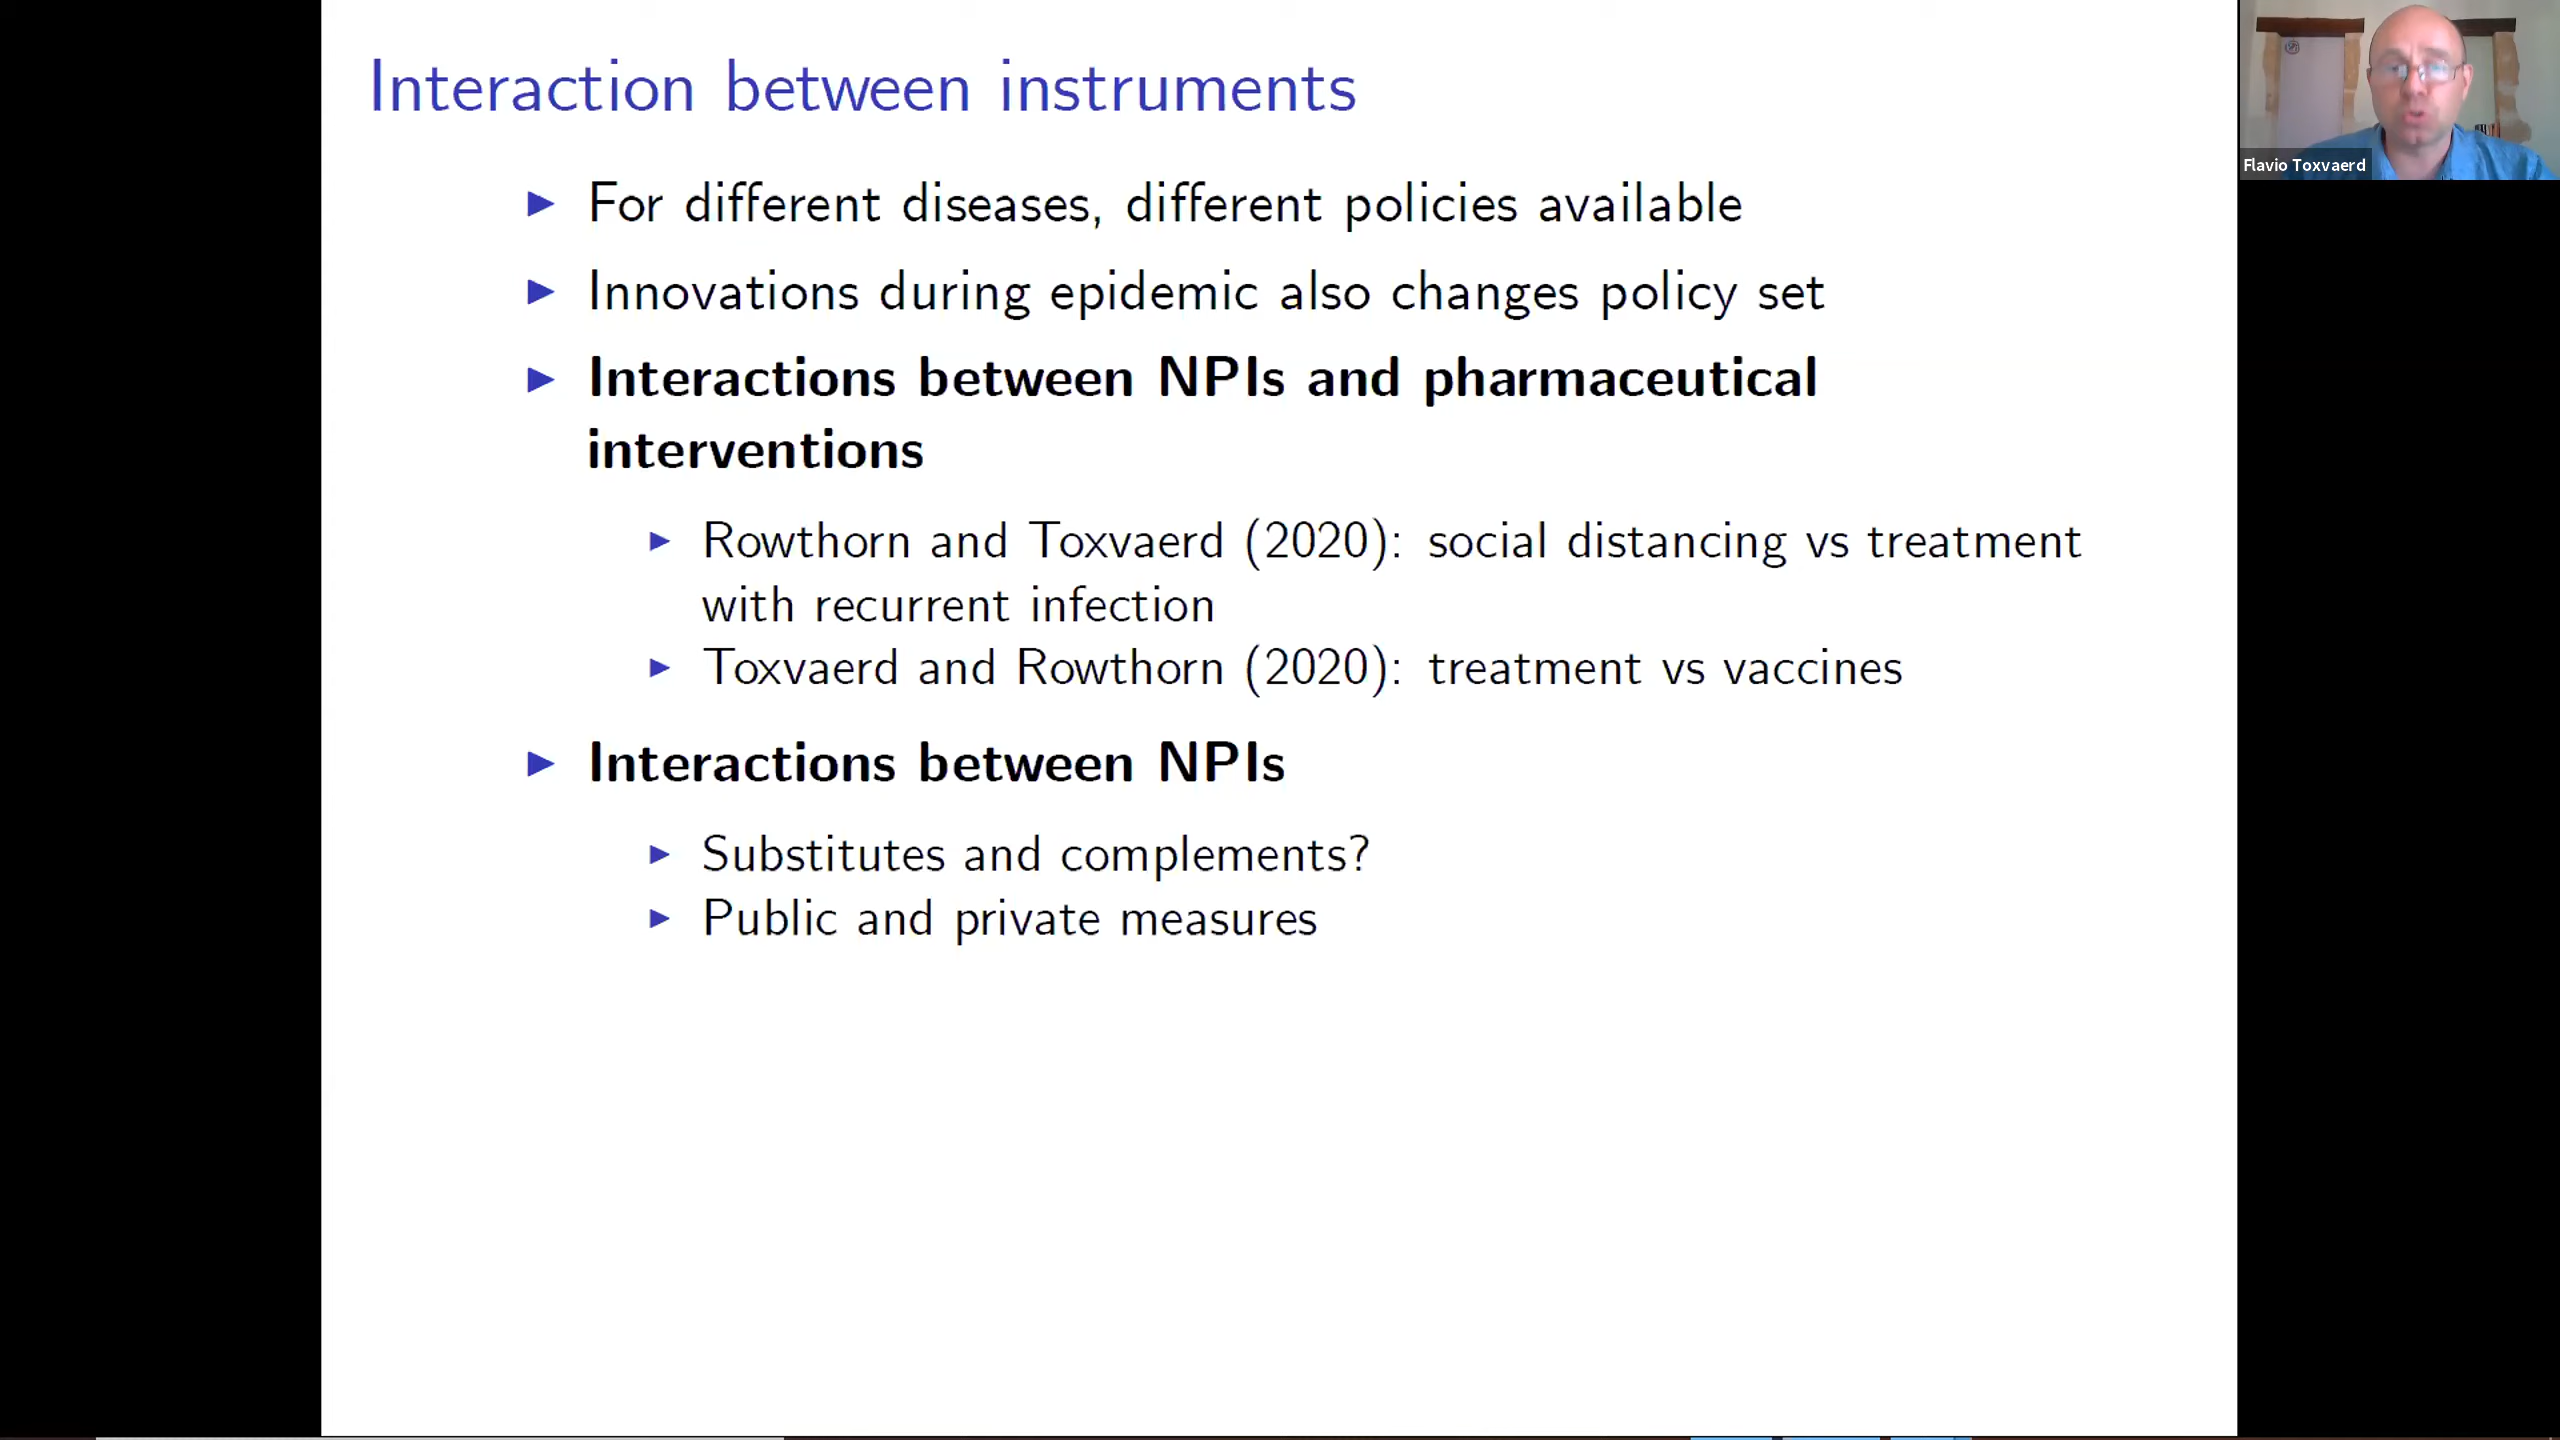 Interaction between instruments
Flavio Toxvaerd
▶ For different diseases, different policies available
▶ Innovations during epidemic also changes policy set
▶ Interactions between NPIs and pharmaceutical
interventions
▶ Rowthorn and Toxvaerd (2020): social distancing vs treatment
with recurrent infection
▶ Toxvaerd and Rowthorn (2020): treatment vs vaccines
▶ Interactions between NPIs
▶ Substitutes and complements?
▶ Public and private measures